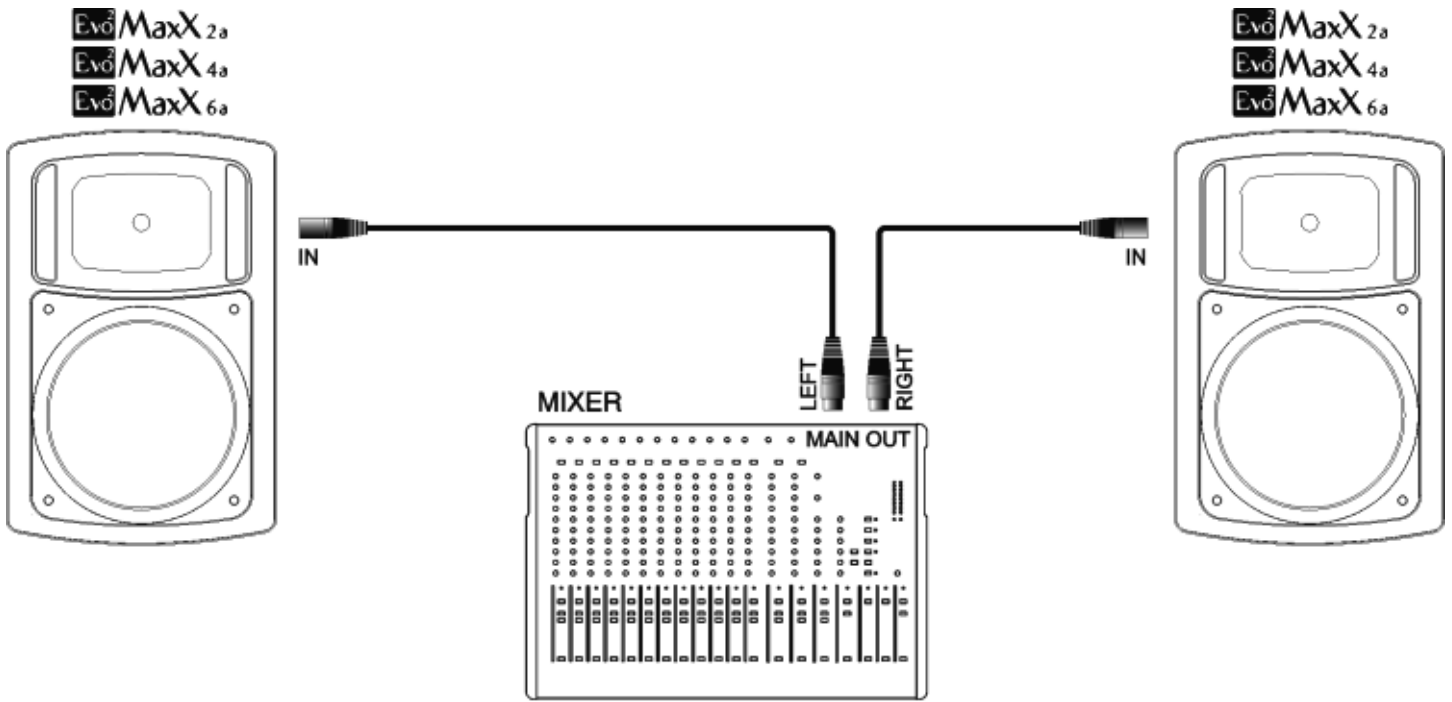 Evo² MaxX 2a
Evo² MaxX 4a
Evo² MaxX 6a
Evo² MaxX 2a
Evo² MaxX 4a
Evo² MaxX 6a
IN
IN
LEFT
RIGHT
MIXER
MAIN OUT